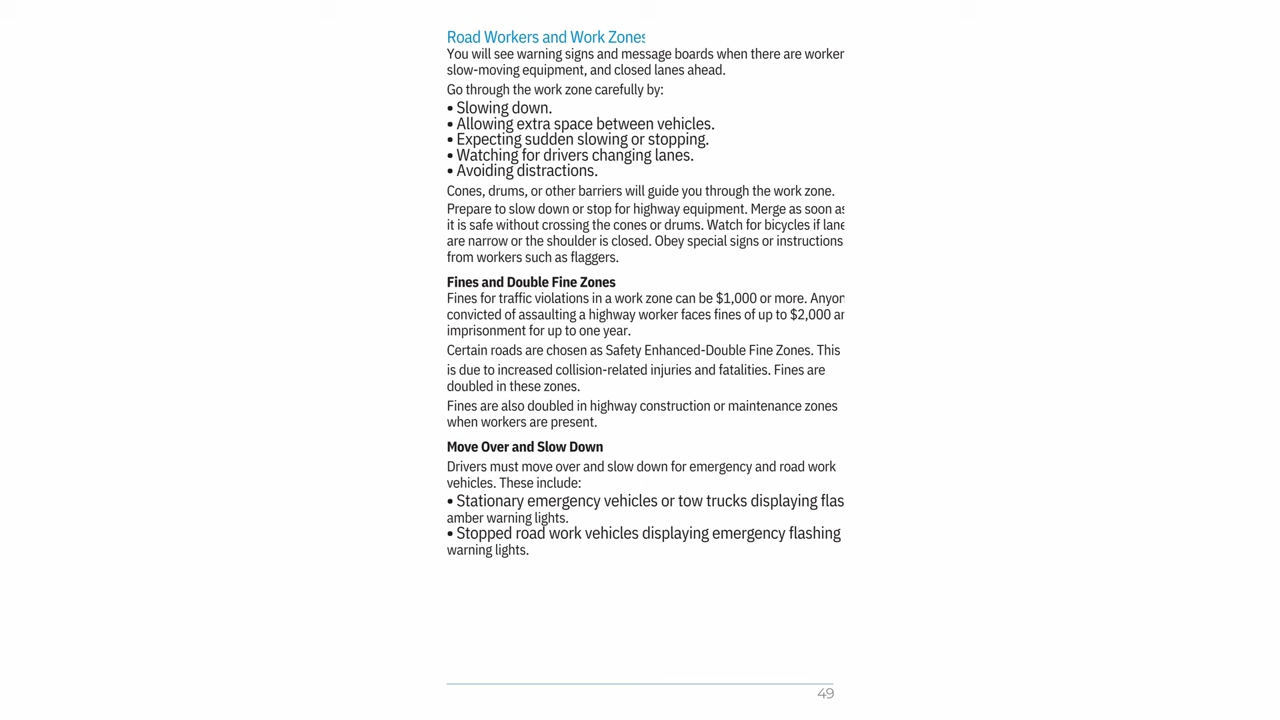 Road Workers and Work Zones
You will see warning signs and message boards when there are worker
slow-moving equipment, and closed lanes ahead.
Go through the work zone carefully by:
• Slowing down.
• Allowing extra space between vehicles.
• Expecting sudden slowing or stopping.
• Watching for drivers changing lanes.
• Avoiding distractions.
Cones, drums, or other barriers will guide you through the work zone.
Prepare to slow down or stop for highway equipment. Merge as soon as
it is safe without crossing the cones or drums. Watch for bicycles if lane
are narrow or the shoulder is closed. Obey special signs or instructions
from workers such as flaggers.
Fines and Double Fine Zones
Fines for traffic violations in a work zone can be $1,000 or more. Anyon
convicted of assaulting a highway worker faces fines of up to $2,000 an
imprisonment for up to one year.
Certain roads are chosen as Safety Enhanced-Double Fine Zones. This
is due to increased collision-related injuries and fatalities. Fines are
doubled in these zones.
Fines are also doubled in highway construction or maintenance zones
when workers are present.
Move Over and Slow Down
Drivers must move over and slow down for emergency and road work
vehicles. These include:
• Stationary emergency vehicles or tow trucks displaying flas
amber warning lights.
• Stopped road work vehicles displaying emergency flashing
warning lights.
49